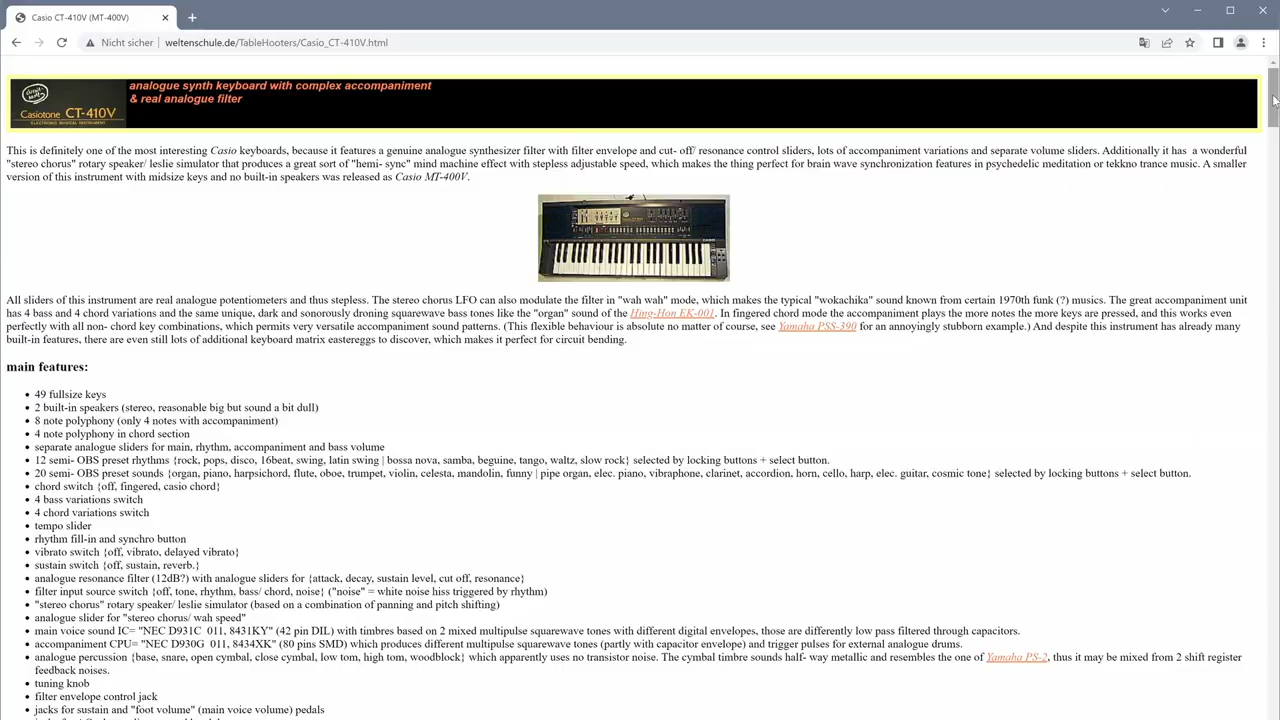 Casio CT-410V (MT-400V)
Nicht sicher | weltenschule.de/TableHooters/Casio_CT-410V.html
Casiotone CT-410V
ELECTRONIC MUSICAL INSTRUMENT
analogue synth keyboard with complex accompaniment
& real analogue filter
This is definitely one of the most interesting Casio keyboards, because it features a genuine analogue synthesizer filter with filter envelope and cut- off/ resonance control sliders, lots of accompaniment variations and separate volume sliders. Additionally it has a wonderful
"stereo chorus" rotary speaker/ leslie simulator that produces a great sort of "hemi- sync" mind machine effect with stepless adjustable speed, which makes the thing perfect for brain wave synchronization features in psychedelic meditation or tekkno trance music. A smaller
version of this instrument with midsize keys and no built-in speakers was released as Casio MT-400V.
All sliders of this instrument are real analogue potentiometers and thus stepless. The stereo chorus LFO can also modulate the filter in "wah wah" mode, which makes the typical "wokachika" sound known from certain 1970th funk (?) musics. The great accompaniment unit
has 4 bass and 4 chord variations and the same unique, dark and sonorously droning squarewave bass tones like the "organ" sound of the Hing-Hon EK-001. In fingered chord mode the accompaniment plays the more notes the more keys are pressed, and this works even
perfectly with all non- chord key combinations, which permits very versatile accompaniment sound patterns. (This flexible behaviour is absolute no matter of course, see Yamaha PSS-390 for an annoyingly stubborn example.) And despite this instrument has already many
built-in features, there are even still lots of additional keyboard matrix eastereggs to discover, which makes it perfect for circuit bending.
main features:
• 49 fullsize keys
• 2 built-in speakers (stereo, reasonable big but sound a bit dull)
• 8 note polyphony (only 4 notes with accompaniment)
• 4 note polyphony in chord section
• separate analogue sliders for main, rhythm, accompaniment and bass volume
• 12 semi- OBS preset rhythms {rock, pops, disco, 16beat, swing, latin swing | bossa nova, samba, beguine, tango, waltz, slow rock} selected by locking buttons + select button.
• 20 semi- OBS preset sounds {organ, piano, harpsichord, flute, oboe, trumpet, violin, celesta, mandolin, funny | pipe organ, elec. piano, vibraphone, clarinet, accordion, horn, cello, harp, elec. guitar, cosmic tone} selected by locking buttons + select button.
• chord switch {off, fingered, casio chord}
• 4 bass variations switch
• 4 chord variations switch
• tempo slider
• rhythm fill-in and synchro button
• vibrato switch {off, vibrato, delayed vibrato}
• sustain switch {off, sustain, reverb.}
• analogue resonance filter (12dB?) with analogue sliders for {attack, decay, sustain level, cut off, resonance}
• filter input source switch {off, tone, rhythm, bass/ chord, noise} ("noise" = white noise hiss triggered by rhythm)
• "stereo chorus" rotary speaker/ leslie simulator (based on a combination of panning and pitch shifting)
• analogue slider for "stereo chorus/ wah speed"
• main voice sound IC= "NEC D931C 011, 8431KY" (42 pin DIL) with timbres based on 2 mixed multipulse squarewave tones with different digital envelopes, those are differently low pass filtered through capacitors.
• accompaniment CPU= "NEC D930G 011, 8434XK" (80 pins SMD) which produces different multipulse squarewave tones (partly with capacitor envelope) and trigger pulses for external analogue drums.
• analogue percussion {base, snare, open cymbal, close cymbal, low tom, high tom, woodblock} which apparently uses no transistor noise. The cymbal timbre sounds half- way metallic and resembles the one of Yamaha PS-2, thus it may be mixed from 2 shift register
feedback noises.
• tuning knob
• filter envelope control jack
• jacks for sustain and "foot volume" (main voice volume) pedals